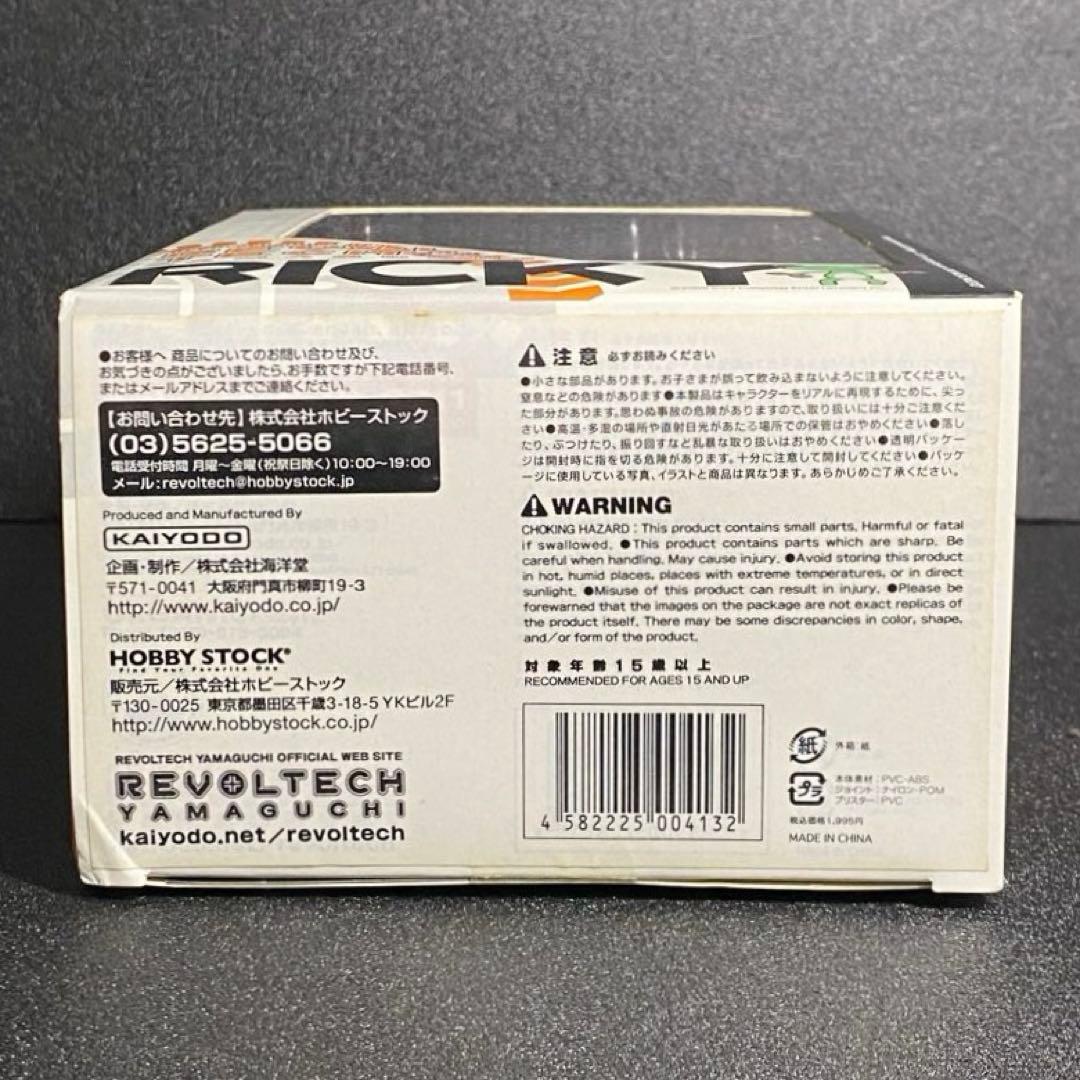 RICKY
●お客様へ 商品についてのお問い合わせ及び、
お気づきの点がございましたら、お手数ですが下記電話番号、
またはメールアドレスまでご連絡ください。
【お問い合わせ先】株式会社ホビーストック
(03)5625-5066
電話受付時間 月曜〜金曜(祝祭日除く)10:00〜19:00
メール:revoltech@hobbystock.jp
Produced and Manufactured By
KAIYODO
企画・制作／株式会社海洋堂
〒571-0041 大阪府門真市柳町19-3
http://www.kaiyodo.co.jp/
Distributed By
HOBBY STOCK®
Find Your Favorite One
販売元／株式会社ホビーストック
〒130-0025 東京都墨田区千歳3-18-5 YKビル2F
http://www.hobbystock.co.jp/
REVOLTECH YAMAGUCHI OFFICIAL WEB SITE
REVOLTECH
YAMAGUCHI
kaiyodo.net/revoltech
注意 必ずお読みください
●小さな部品があります。お子さまが誤って飲み込まないように注意してください。
窒息などの危険があります●本製品はキャラクターをリアルに再現するために、尖っ
た部分があります。思わぬ事故の危険がありますので、取り扱いには十分ご注意くだ
さい●高温・多湿の場所や直射日光があたる場所での保管はおやめください●落し
たり、ぶつけたり、振り回すなど乱暴な取り扱いはおやめください●透明パッケー
ジは開封時に指を切る危険があります。十分に注意して開封してください●パッケ
ージに使用している写真、イラストと商品は異なります。あらかじめご了承ください。
WARNING
CHOKING HAZARD : This product contains small parts. Harmful or fatal
if swallowed. ●This product contains parts which are sharp. Be
careful when handling. May cause injury. ●Avoid storing this product
in hot, humid places, places with extreme temperatures, or in direct
sunlight. ●Misuse of this product can result in injury. ●Please be
forewarned that the images on the package are not exact replicas of
the product itself. There may be some discrepancies in color, shape,
and/or form of the product.
対象年齢15歳以上
RECOMMENDED FOR AGES 15 AND UP
4 582225 004132
紙 外箱:紙
プラ 本体素材:PVC・ABS
ジョイント:ナイロン・POM
ブリスター:PVC
税込価格1,995円
MADE IN CHINA